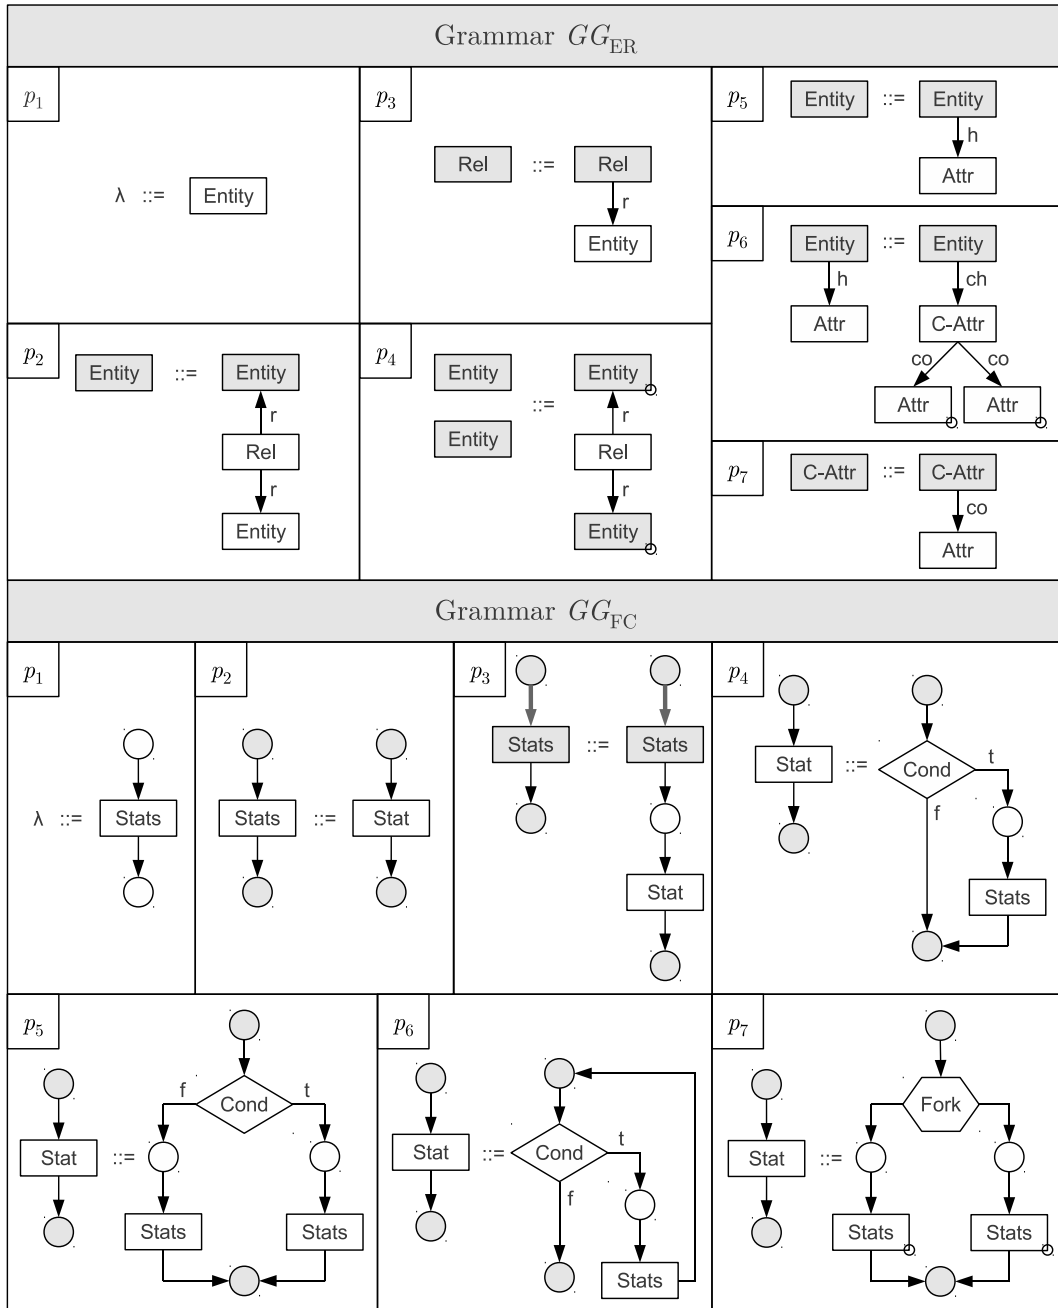 Grammar GG_ER
p1
λ ::= Entity
p2
Entity ::= Entity
r
Rel
r
Entity
p3
Rel ::= Rel
r
Entity
p4
Entity
Entity
::=
Entity
r
Rel
r
Entity
p5
Entity ::= Entity
h
Attr
p6
Entity ::= Entity
h
ch
Attr
C-Attr
co co
Attr Attr
p7
C-Attr ::= C-Attr
co
Attr
Grammar GG_FC
p1
λ ::= Stats
p2
Stats ::= Stat
p3
Stats ::= Stats
Stat
p4
Stat ::= Cond
t
f
Stats
p5
Stat ::=
f
Cond
t
Stats Stats
p6
Stat ::= Cond
t
f
Stats
p7
Stat ::=
Fork
Stats Stats